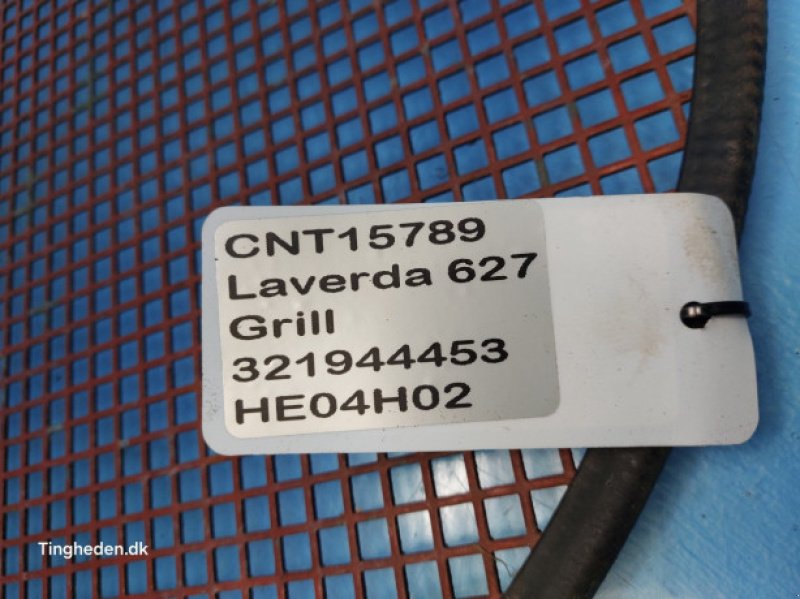 CNT15789
Laverda 627
Grill
321944453
HE04H02
Tingheden.dk